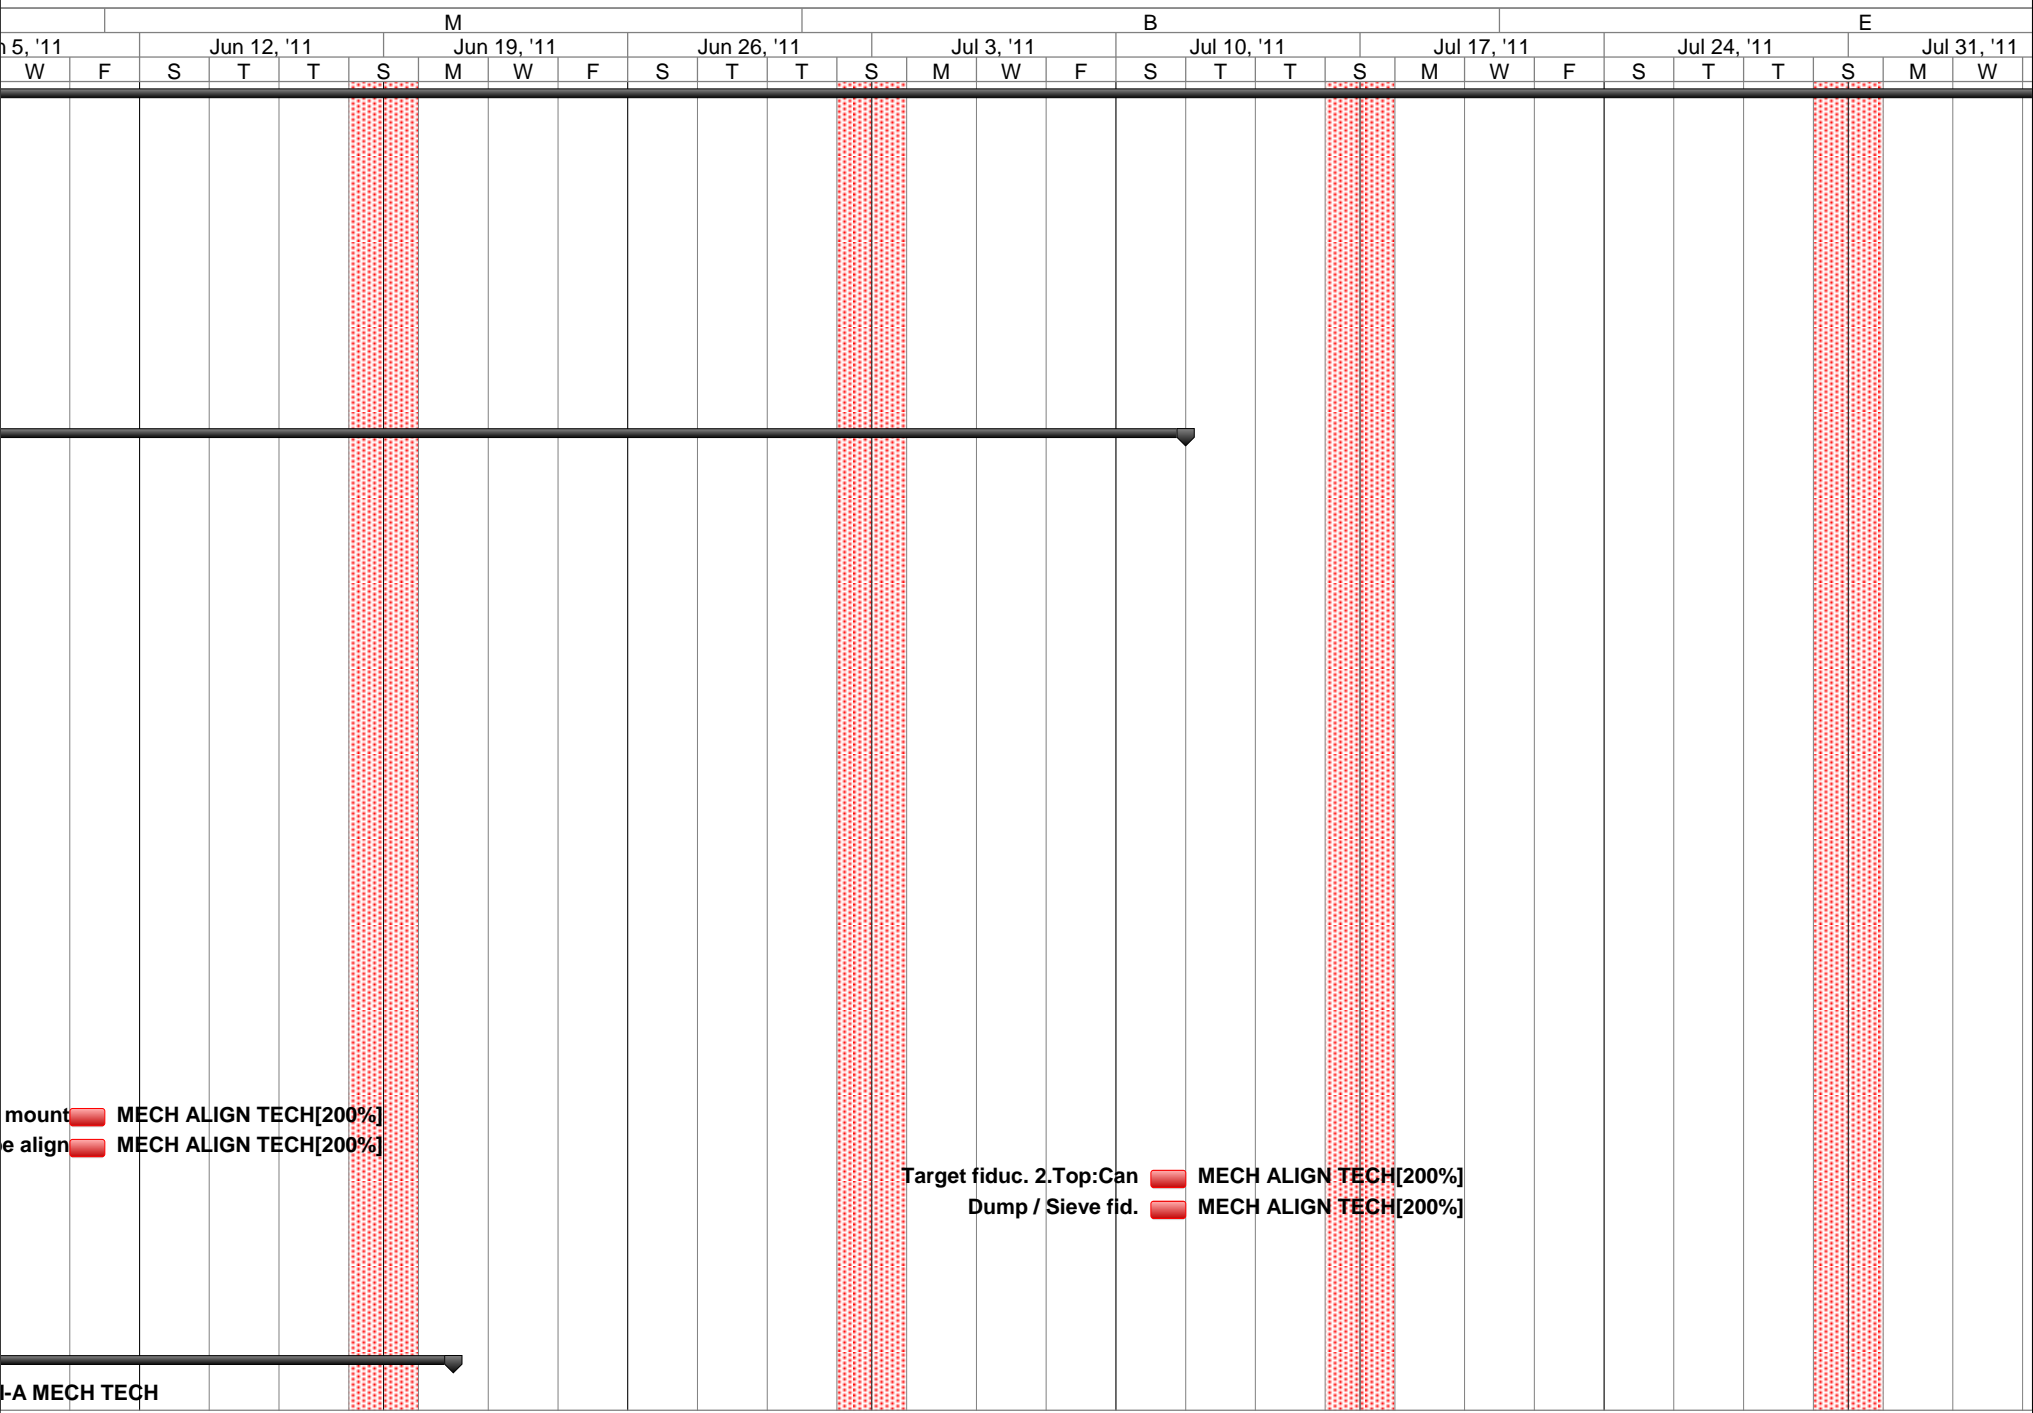 M B E
5, '11 Jun 12, '11 Jun 19, '11 Jun 26, '11 Jul 3, '11 Jul 10, '11 Jul 17, '11 Jul 24, '11 Jul 31, '11
W F S T T S M W F S T T S M W F S T T S M W F S T T S M W
mount MECH ALIGN TECH[200%]
e align MECH ALIGN TECH[200%]
Target fiduc. 2.Top:Can MECH ALIGN TECH[200%]
Dump / Sieve fid. MECH ALIGN TECH[200%]
-A MECH TECH